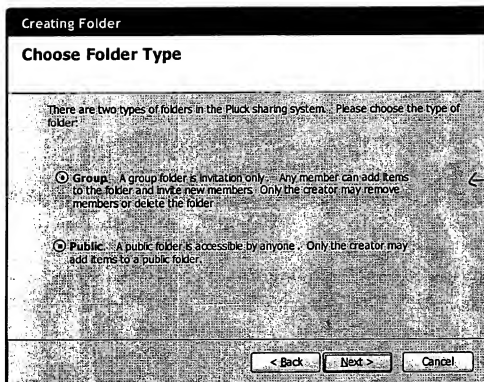 Creating Folder
Choose Folder Type
There are two types of folders in the Pluck sharing system. Please choose the type of
folder:
Group. A group folder is invitation only. Any member can add items
to the folder and invite new members. Only the creator may remove
members or delete the folder
Public. A public folder is accessible by anyone. Only the creator may
add items to a public folder.
< Back
Next >
Cancel